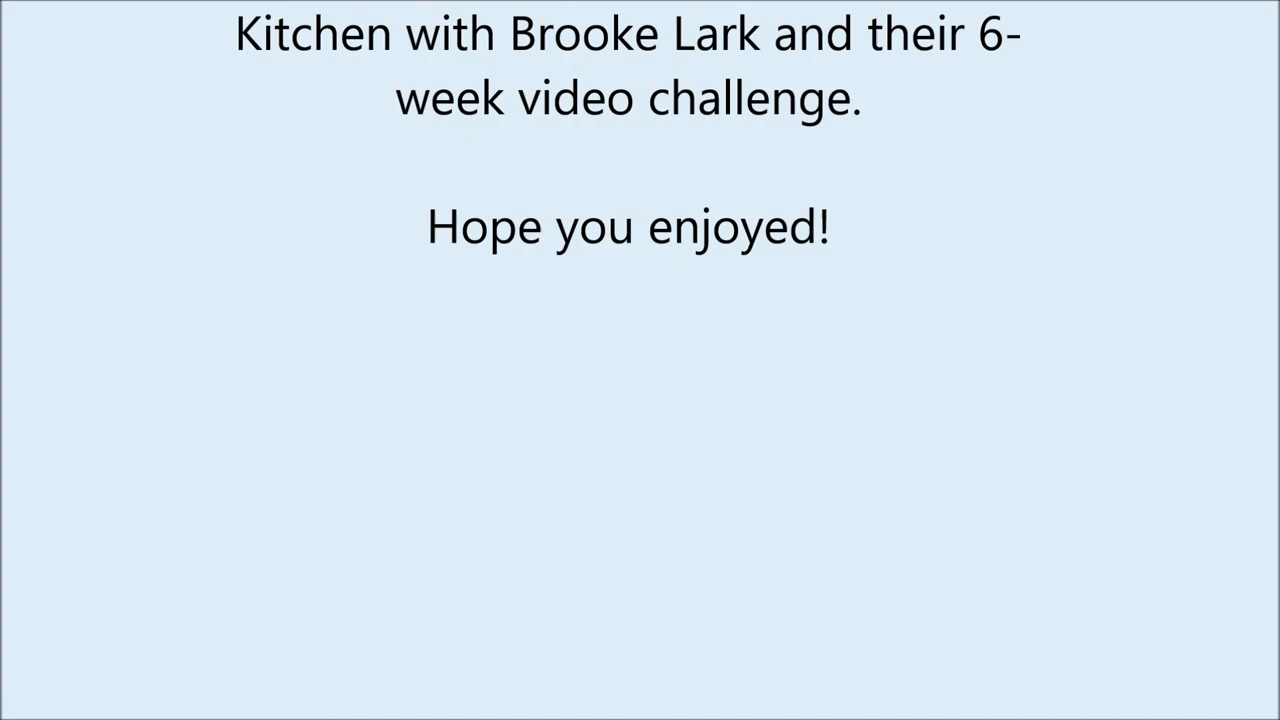 Kitchen with Brooke Lark and their 6-
week video challenge.
Hope you enjoyed!